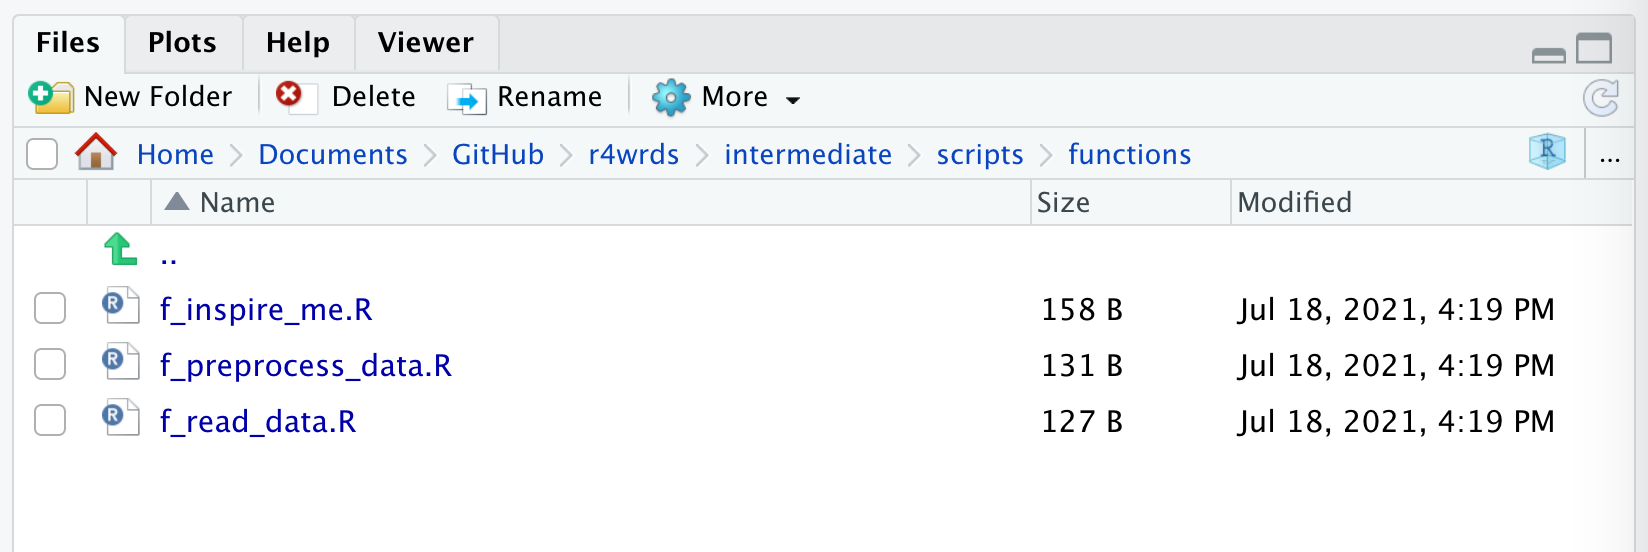 Files Plots Help Viewer
New Folder Delete Rename More
Home Documents GitHub r4wrds intermediate scripts functions R ...
Name Size Modified
..
R f_inspire_me.R 158 B Jul 18, 2021, 4:19 PM
R f_preprocess_data.R 131 B Jul 18, 2021, 4:19 PM
R f_read_data.R 127 B Jul 18, 2021, 4:19 PM